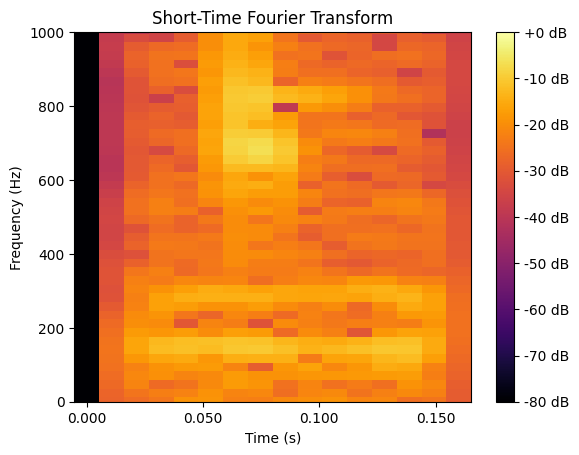 Short-Time Fourier Transform
1000
800
600
400
200
0
Frequency (Hz)
0.000
0.050
0.100
0.150
Time (s)
+0 dB
-10 dB
-20 dB
-30 dB
-40 dB
-50 dB
-60 dB
-70 dB
-80 dB